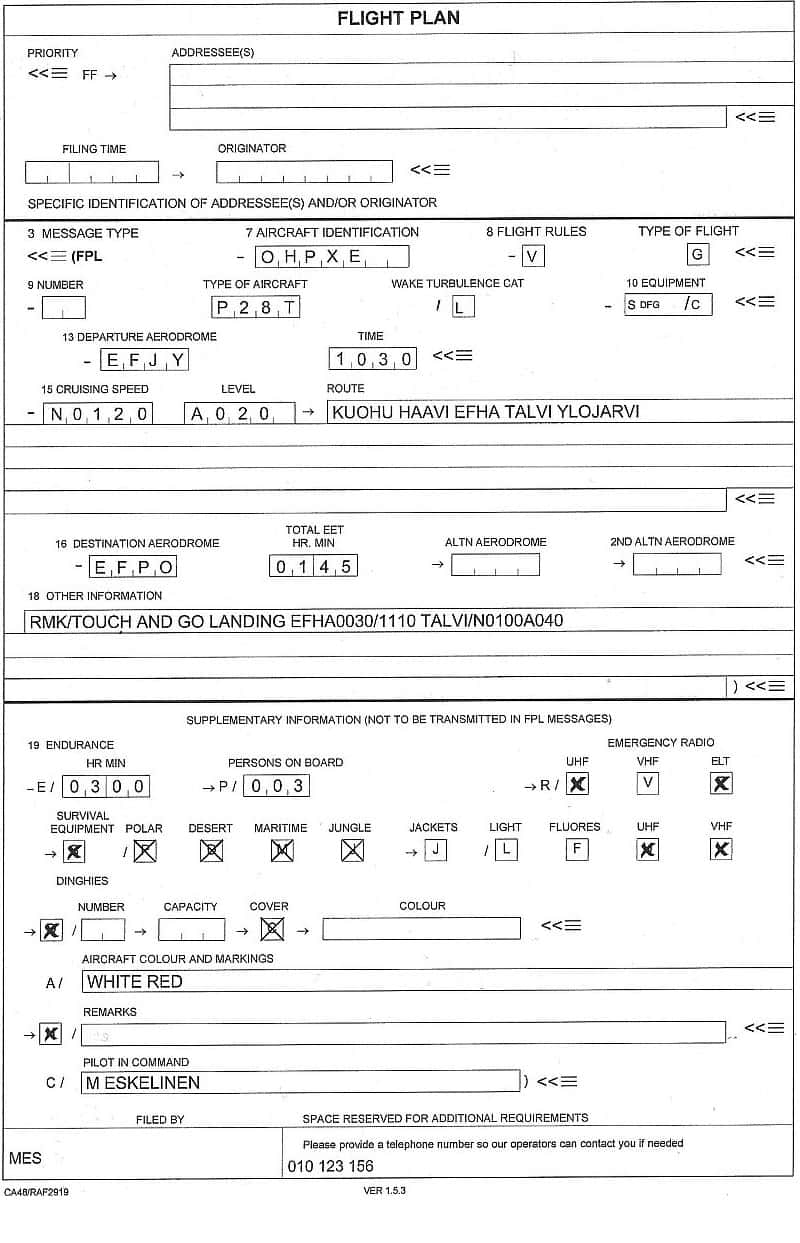 FLIGHT PLAN
PRIORITY ADDRESSEE(S)
<<≡ FF →
<<≡
FILING TIME ORIGINATOR
→ <<≡
SPECIFIC IDENTIFICATION OF ADDRESSEE(S) AND/OR ORIGINATOR
3 MESSAGE TYPE 7 AIRCRAFT IDENTIFICATION 8 FLIGHT RULES TYPE OF FLIGHT
<<≡ (FPL - OHPXE - V G <<≡
9 NUMBER TYPE OF AIRCRAFT WAKE TURBULENCE CAT 10 EQUIPMENT
- P28T / L - S DFG /C <<≡
13 DEPARTURE AERODROME TIME
- EFJY 1030 <<≡
15 CRUISING SPEED LEVEL ROUTE
- N0120 A020 → KUOHU HAAVI EFHA TALVI YLOJARVI
<<≡
16 DESTINATION AERODROME TOTAL EET HR. MIN ALTN AERODROME 2ND ALTN AERODROME
- EFPO 0145 → → <<≡
18 OTHER INFORMATION
RMK/TOUCH AND GO LANDING EFHA0030/1110 TALVI/N0100A040
) <<≡
SUPPLEMENTARY INFORMATION (NOT TO BE TRANSMITTED IN FPL MESSAGES)
19 ENDURANCE EMERGENCY RADIO
HR MIN PERSONS ON BOARD UHF VHF ELT
-E / 0300 →P / 003 →R / V
SURVIVAL EQUIPMENT POLAR DESERT MARITIME JUNGLE JACKETS LIGHT FLUORES UHF VHF
→ / P D M J → J / L F
DINGHIES
NUMBER CAPACITY COVER COLOUR
→ / → → C → <<≡
AIRCRAFT COLOUR AND MARKINGS
A / WHITE RED
REMARKS
→ / <<≡
PILOT IN COMMAND
C / M ESKELINEN ) <<≡
FILED BY SPACE RESERVED FOR ADDITIONAL REQUIREMENTS
Please provide a telephone number so our operators can contact you if needed
MES 010 123 156
CA48/RAF2919 VER 1.5.3